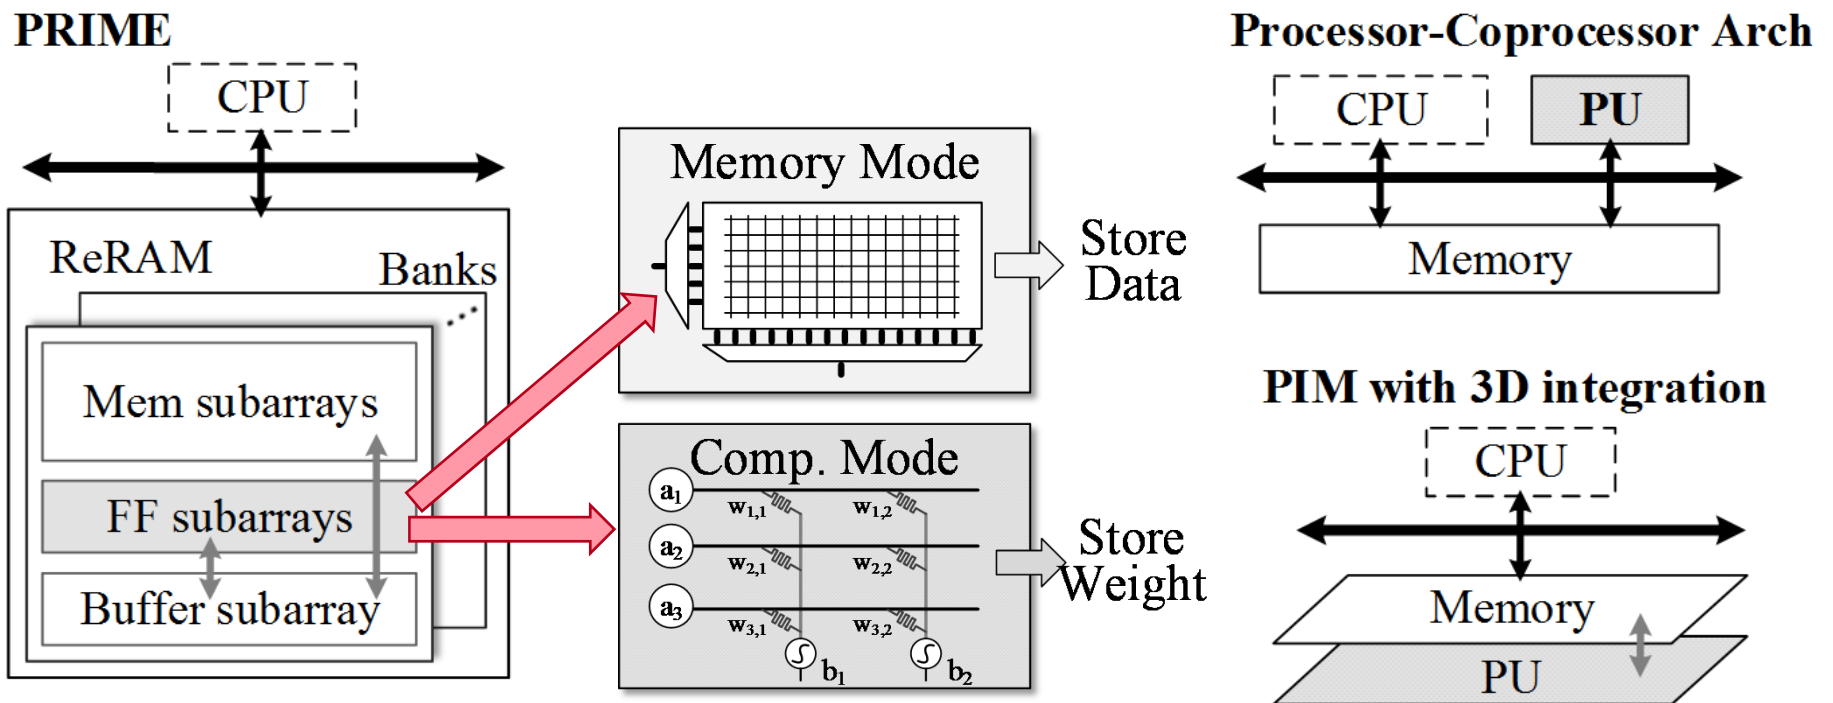 PRIME
CPU
ReRAM
Banks
Mem subarrays
FF subarrays
Buffer subarray
Memory Mode
Store
Data
Comp. Mode
a1
w1,1
w1,2
a2
w2,1
w2,2
a3
w3,1
w3,2
b1
b2
Store
Weight
Processor-Coprocessor Arch
CPU
PU
Memory
PIM with 3D integration
CPU
Memory
PU